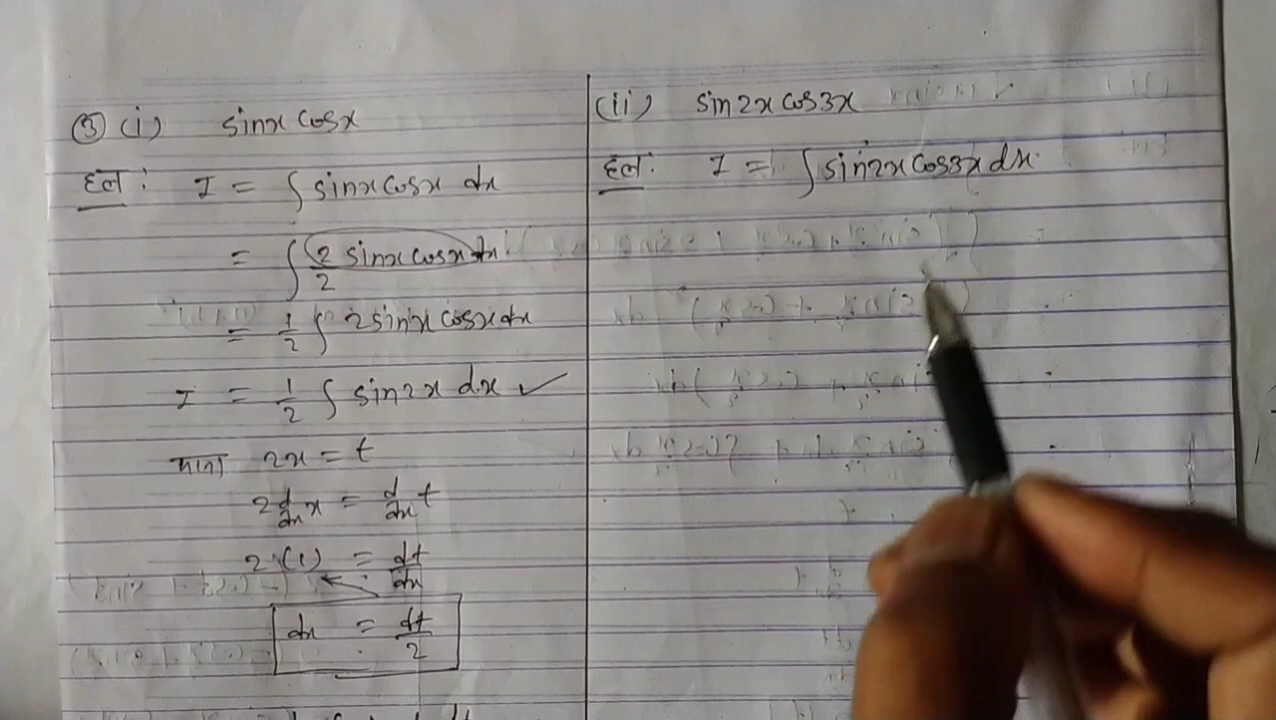 ③ (i) sinx cosx
हल : I = ∫ sinx cosx dx
= ∫ 2/2 sinx cosx dx
= 1/2 ∫ 2 sinx cosx dx
I = 1/2 ∫ sin2x dx ✓
माना 2x = t
2 d/dx x = d/dx t
2·(1) = dt/dx
dx = dt/2
(ii) sin2x cos3x
हल : I = ∫ sin2x cos3x dx